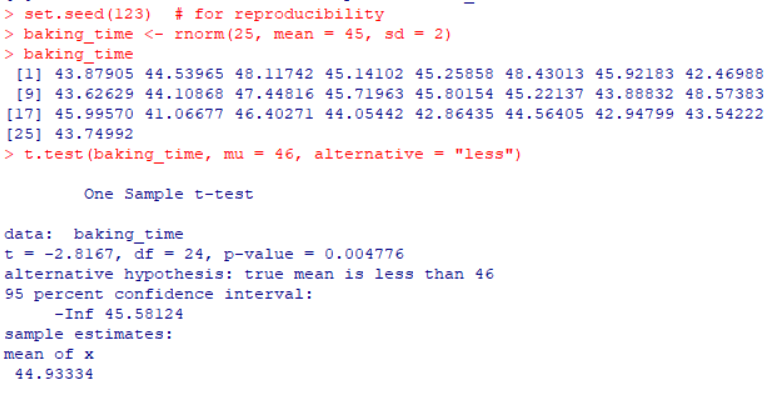 > set.seed(123)  # for reproducibility
> baking_time <- rnorm(25, mean = 45, sd = 2)
> baking_time
 [1] 43.87905 44.53965 48.11742 45.14102 45.25858 48.43013 45.92183 42.46988
 [9] 43.62629 44.10868 47.44816 45.71963 45.80154 45.22137 43.88832 48.57383
[17] 45.99570 41.06677 46.40271 44.05442 42.86435 44.56405 42.94799 43.54222
[25] 43.74992
> t.test(baking_time, mu = 46, alternative = "less")
        One Sample t-test
data:  baking_time
t = -2.8167, df = 24, p-value = 0.004776
alternative hypothesis: true mean is less than 46
95 percent confidence interval:
     -Inf 45.58124
sample estimates:
mean of x
 44.93334